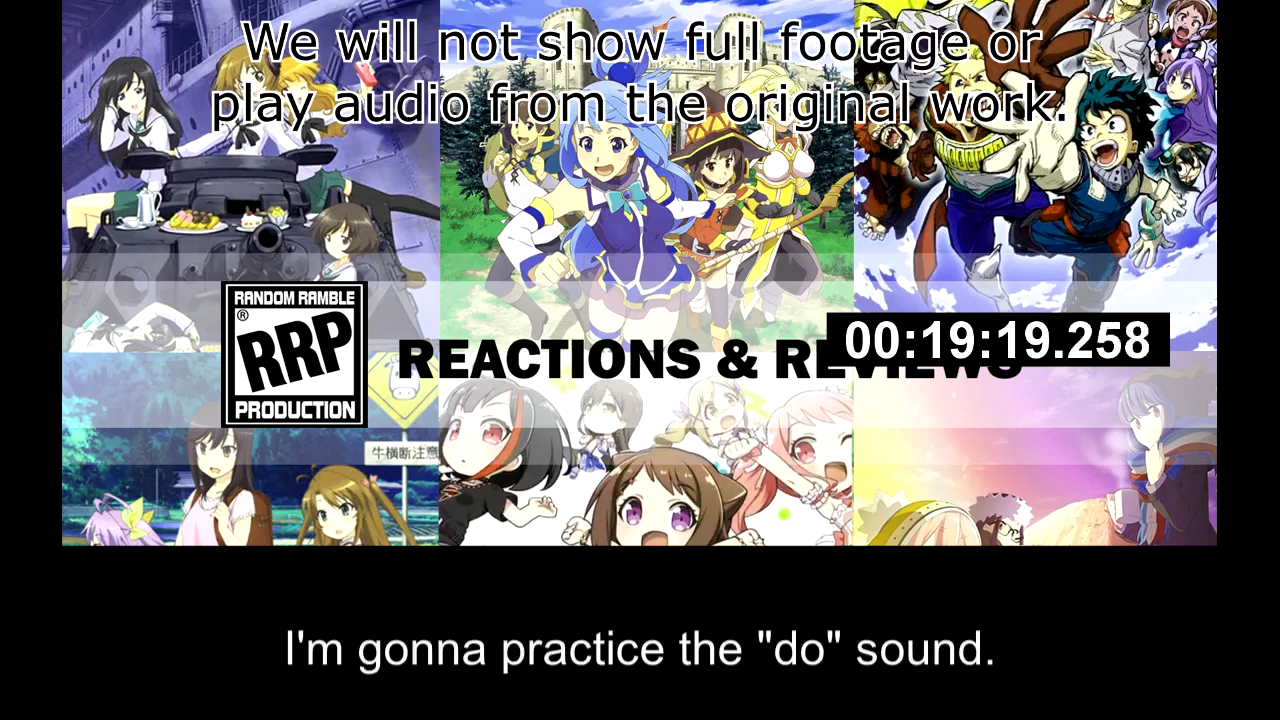 We will not show full footage or
play audio from the original work.
RANDOM RAMBLE
®
RRP
PRODUCTION
REACTIONS & REVIEWS
00:19:19.258
牛横断注意
I'm gonna practice the "do" sound.